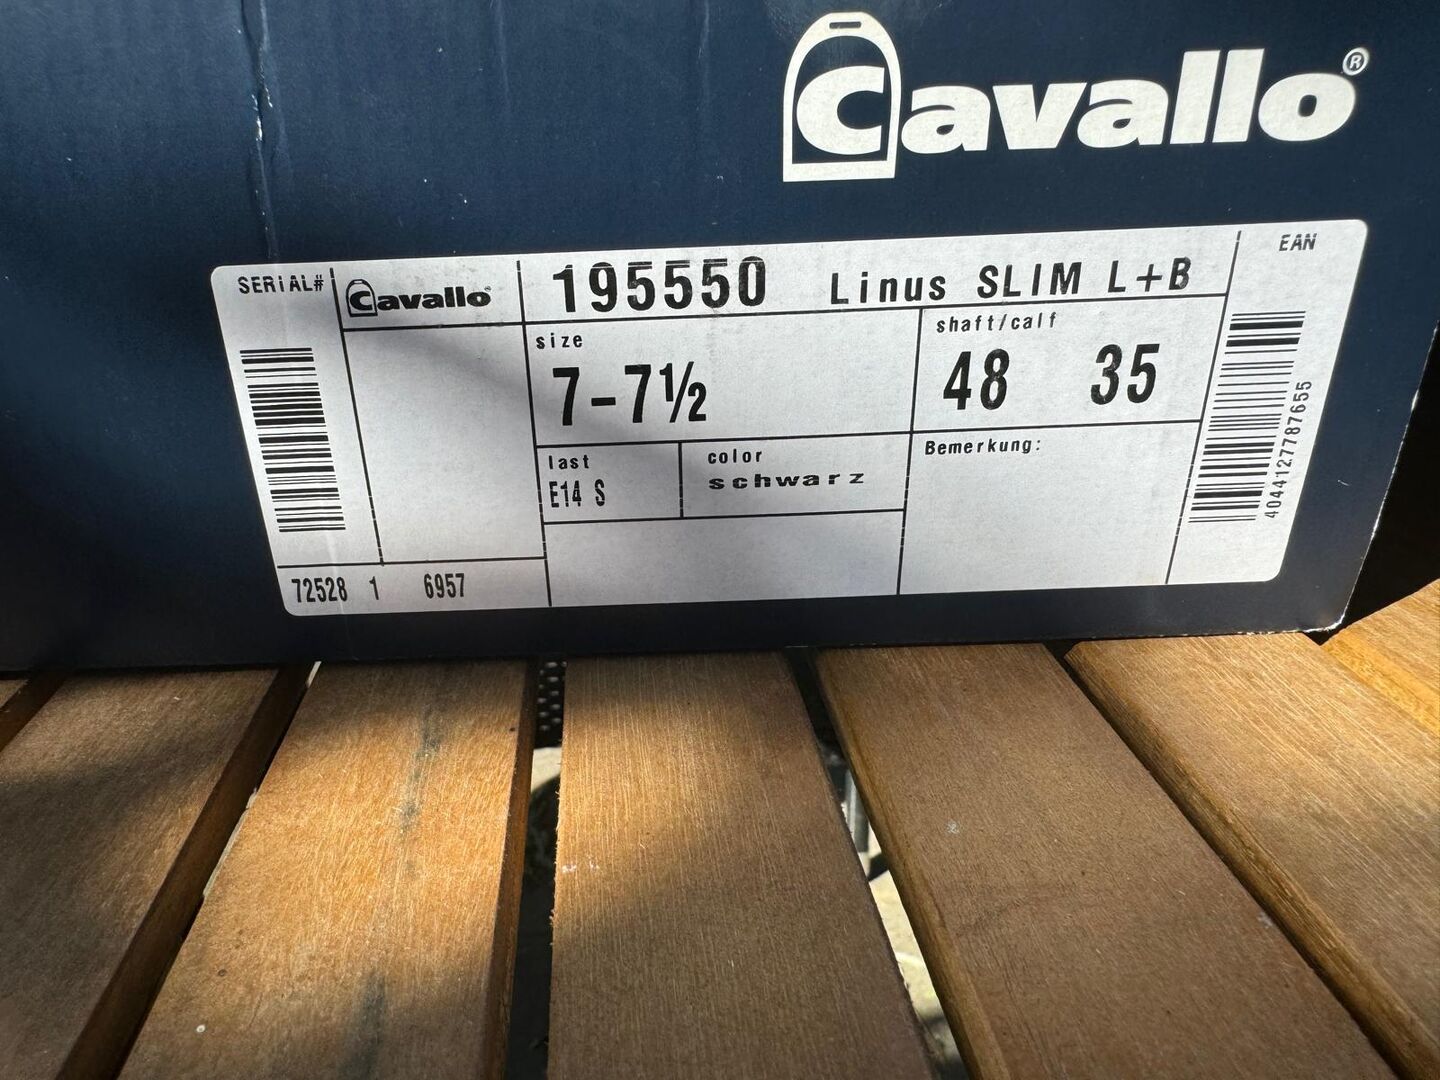 Cavallo®
SERIAL#
Cavallo
195550 Linus SLIM L+B
EAN
size
7-7½
shaft/calf
48 35
last
E14 S
color
schwarz
Bemerkung:
4044127787655
72528 1 6957